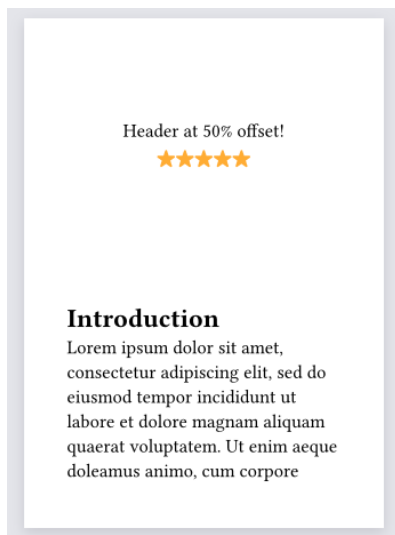 Header at 50% offset!
Introduction
Lorem ipsum dolor sit amet,
consectetur adipiscing elit, sed do
eiusmod tempor incididunt ut
labore et dolore magnam aliquam
quaerat voluptatem. Ut enim aeque
doleamus animo, cum corpore